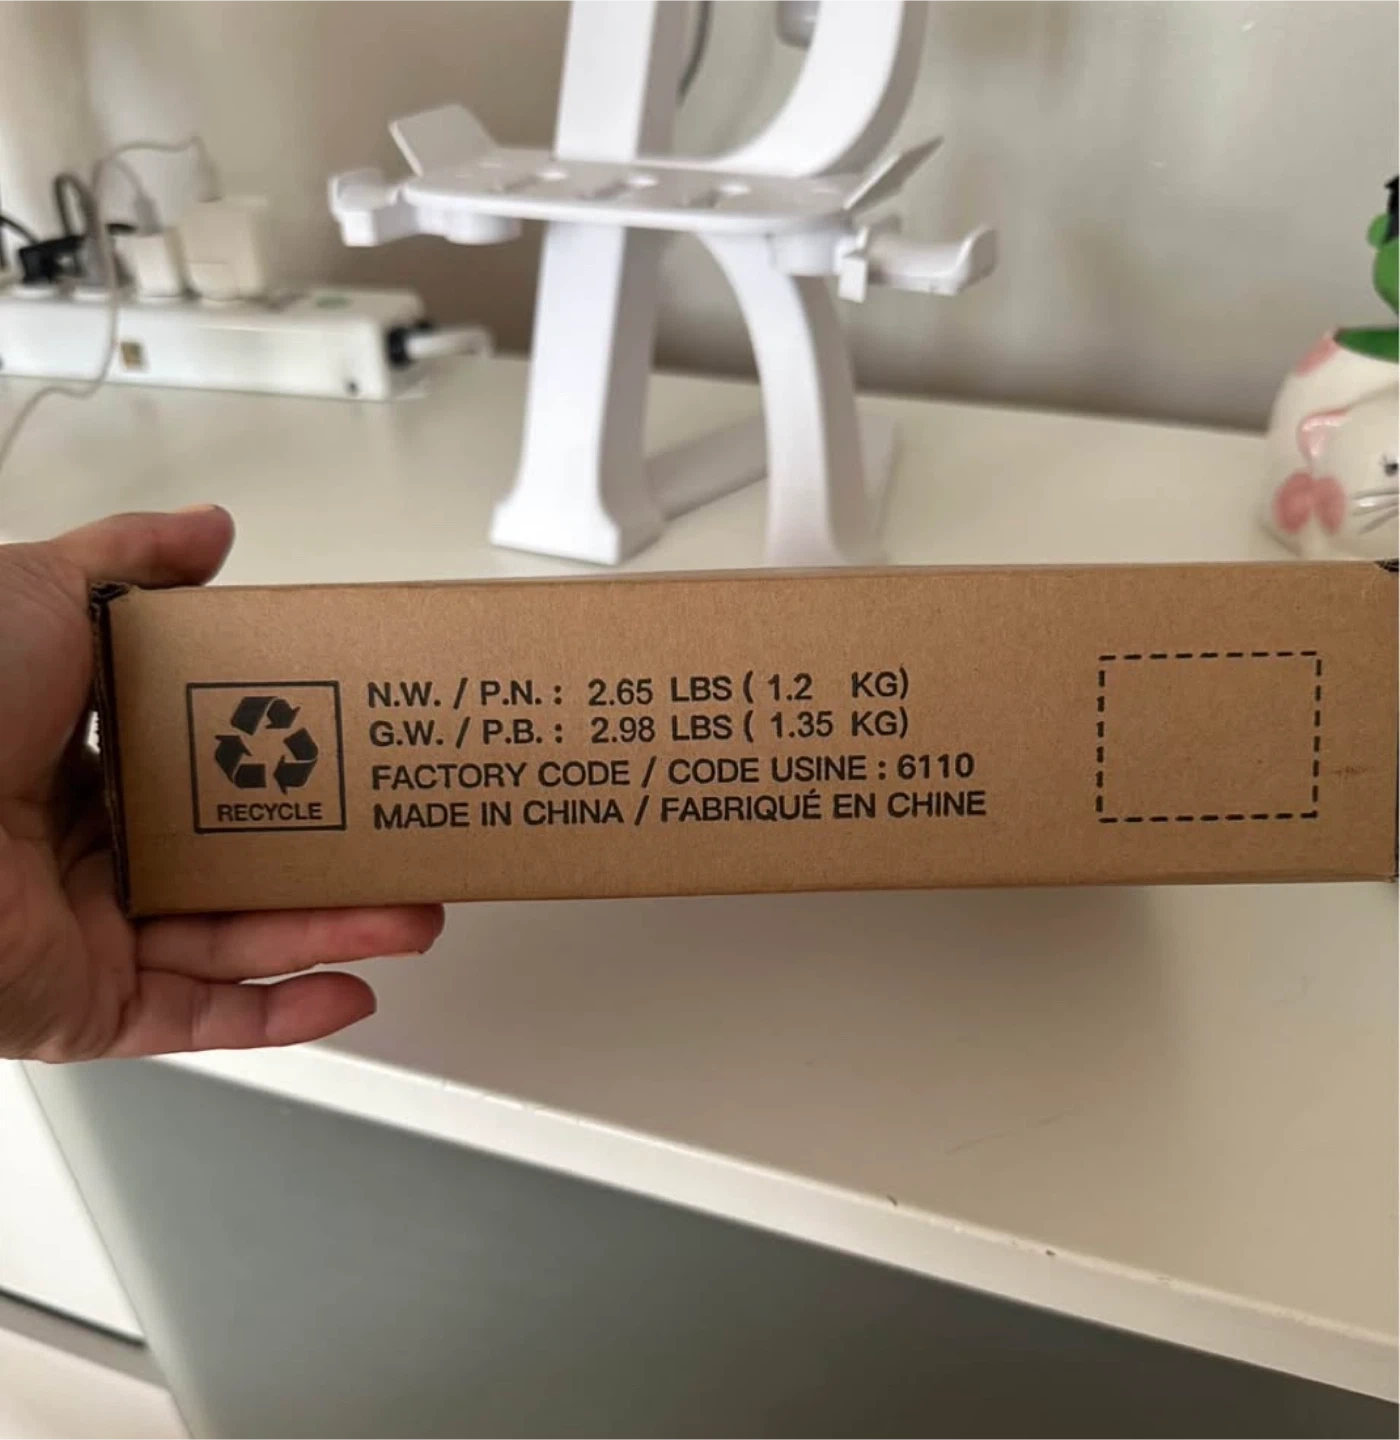 N.W. / P.N. : 2.65 LBS ( 1.2 KG)
G.W. / P.B. : 2.98 LBS ( 1.35 KG)
FACTORY CODE / CODE USINE : 6110
MADE IN CHINA / FABRIQUÉ EN CHINE
RECYCLE